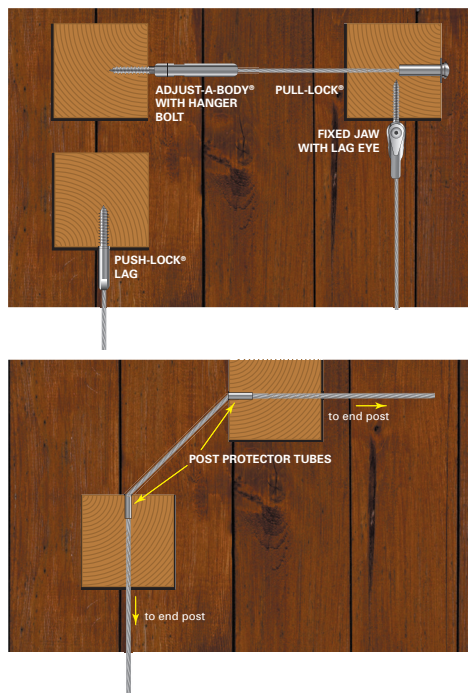 ADJUST-A-BODY®
WITH HANGER
BOLT
PULL-LOCK®
FIXED JAW
WITH LAG EYE
PUSH-LOCK®
LAG
to end post
POST PROTECTOR TUBES
to end post